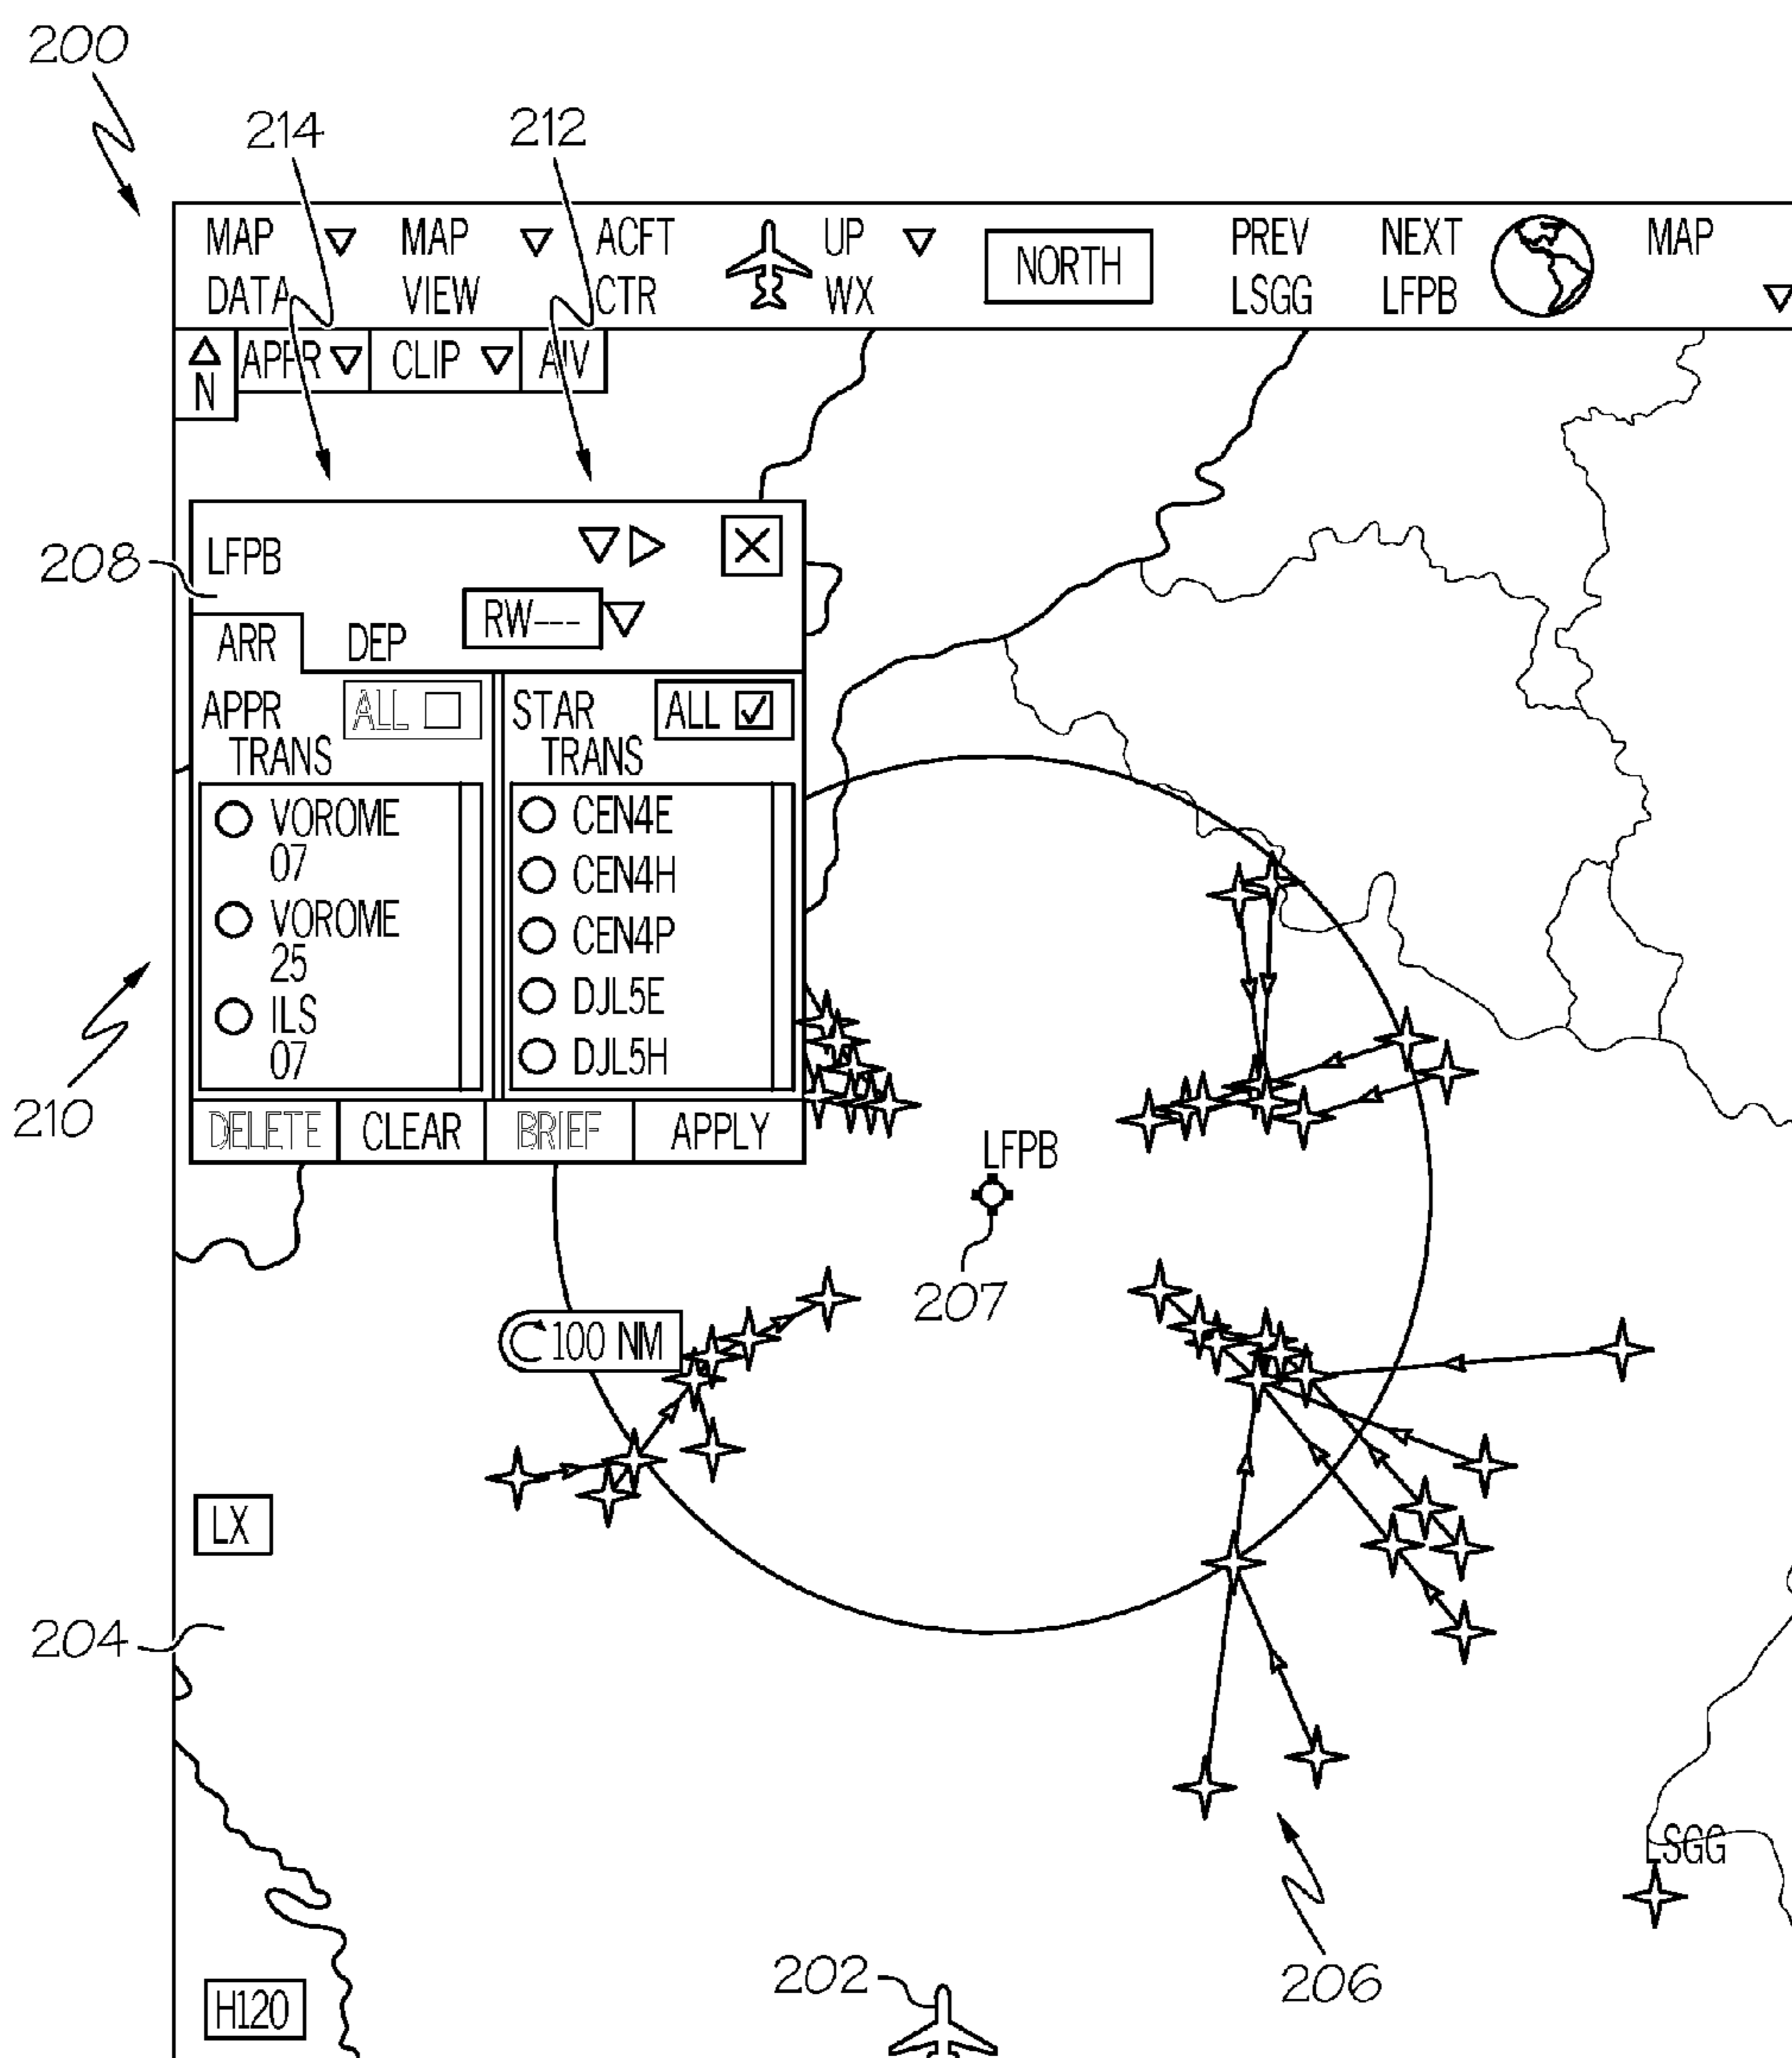 200
214 212
MAP MAP ACFT UP NORTH PREV NEXT MAP
DATA VIEW CTR WX LSGG LFPB
APPR CLIP
N
LFPB
208
RW---
ARR DEP
APPR ALL STAR ALL
TRANS TRANS
VOROME CEN4E
07 CEN4H
VOROME CEN4P
25 DJL5E
ILS DJL5H
07
210
DELETE CLEAR BRIEF APPLY
LFPB
207
100 NM
LX
204
LSGG
202
206
H120